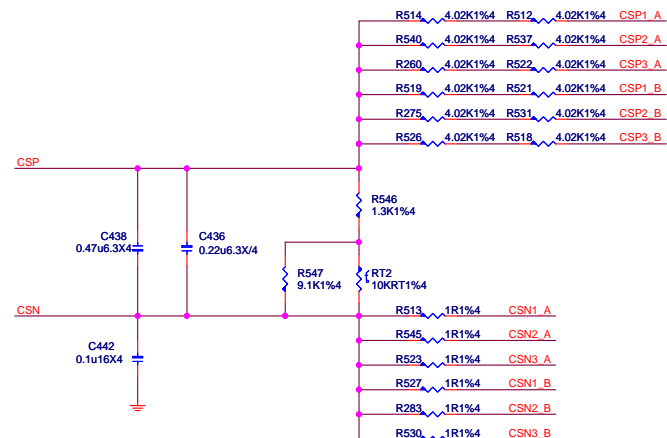 R514 4.02K1%4 R512 4.02K1%4 CSP1_A
R540 4.02K1%4 R537 4.02K1%4 CSP2_A
R260 4.02K1%4 R522 4.02K1%4 CSP3_A
R519 4.02K1%4 R521 4.02K1%4 CSP1_B
R275 4.02K1%4 R531 4.02K1%4 CSP2_B
R526 4.02K1%4 R518 4.02K1%4 CSP3_B
CSP
R546
1.3K1%4
C438
0.47u6.3X4
C436
0.22u6.3X/4
R547
9.1K1%4
RT2
10KRT1%4
CSN
R513 1R1%4 CSN1_A
R545 1R1%4 CSN2_A
C442
0.1u16X4
R523 1R1%4 CSN3_A
R527 1R1%4 CSN1_B
R283 1R1%4 CSN2_B
R530 1R1%4 CSN3_B